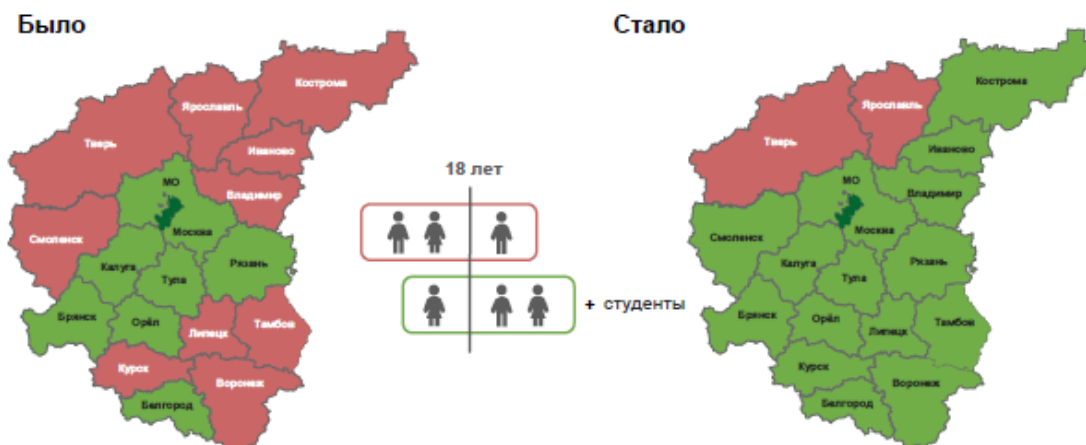 Было
Кострома
Ярославль
Тверь
Иваново
Владимир
МО
Москва
Смоленск
Калуга
Тула
Рязань
Брянск
Орёл
Липецк
Тамбов
Курск
Воронеж
Белгород
18 лет
+ студенты
Стало
Кострома
Ярославль
Тверь
Иваново
Владимир
МО
Москва
Смоленск
Калуга
Тула
Рязань
Брянск
Орёл
Липецк
Тамбов
Курск
Воронеж
Белгород